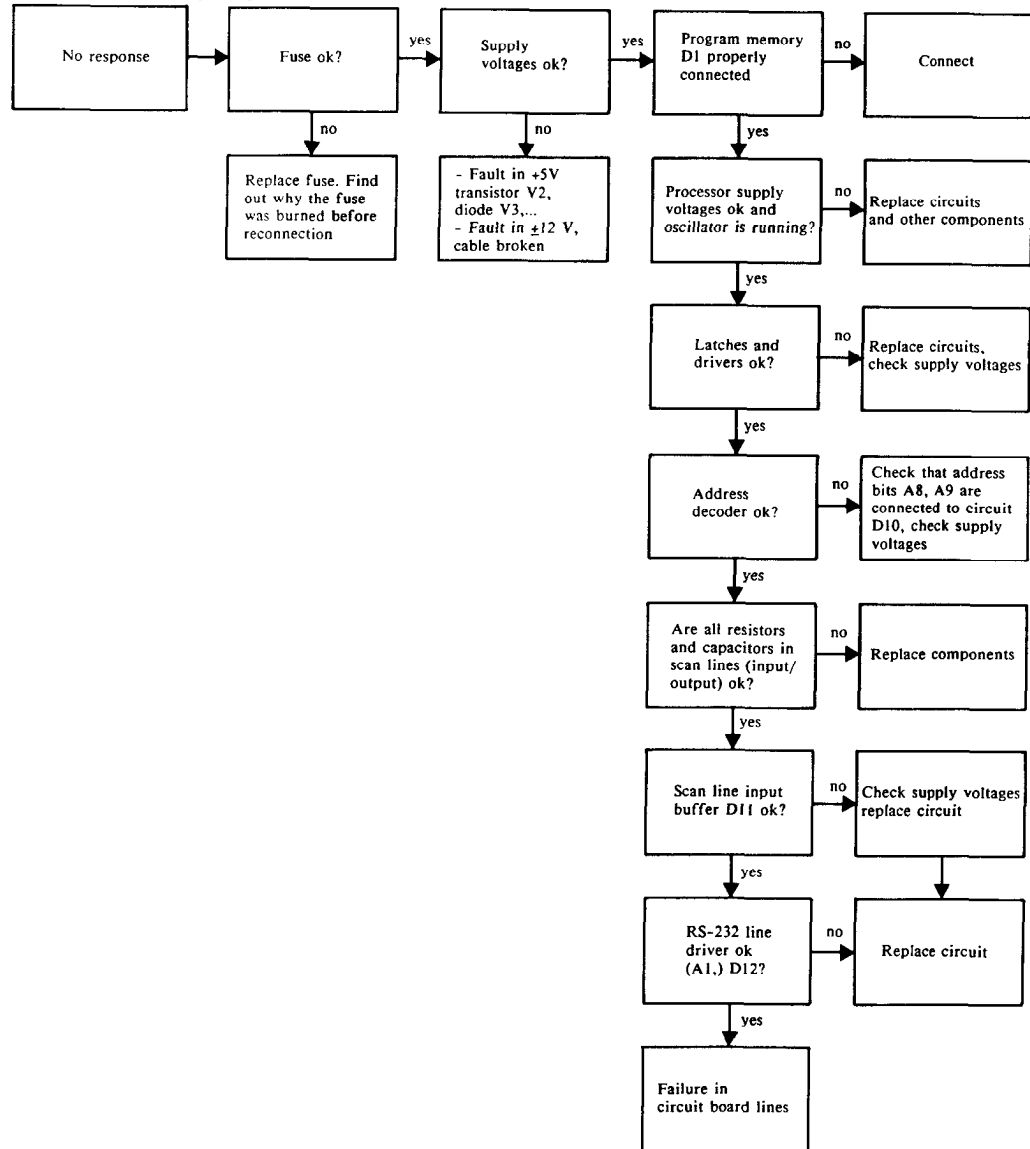 No response
Fuse ok?
yes
Supply
voltages ok?
yes
Program memory
D1 properly
connected
no
Connect
no
Replace fuse. Find
out why the fuse
was burned before
reconnection
no
- Fault in +5V
transistor V2,
diode V3,...
- Fault in ±12 V,
cable broken
yes
Processor supply
voltages ok and
oscillator is running?
no
Replace circuits
and other components
yes
Latches and
drivers ok?
no
Replace circuits,
check supply voltages
yes
Address
decoder ok?
no
Check that address
bits A8, A9 are
connected to circuit
D10, check supply
voltages
yes
Are all resistors
and capacitors in
scan lines (input/
output) ok?
no
Replace components
yes
Scan line input
buffer D11 ok?
no
Check supply voltages
replace circuit
yes
RS-232 line
driver ok
(A1,) D12?
no
Replace circuit
yes
Failure in
circuit board lines